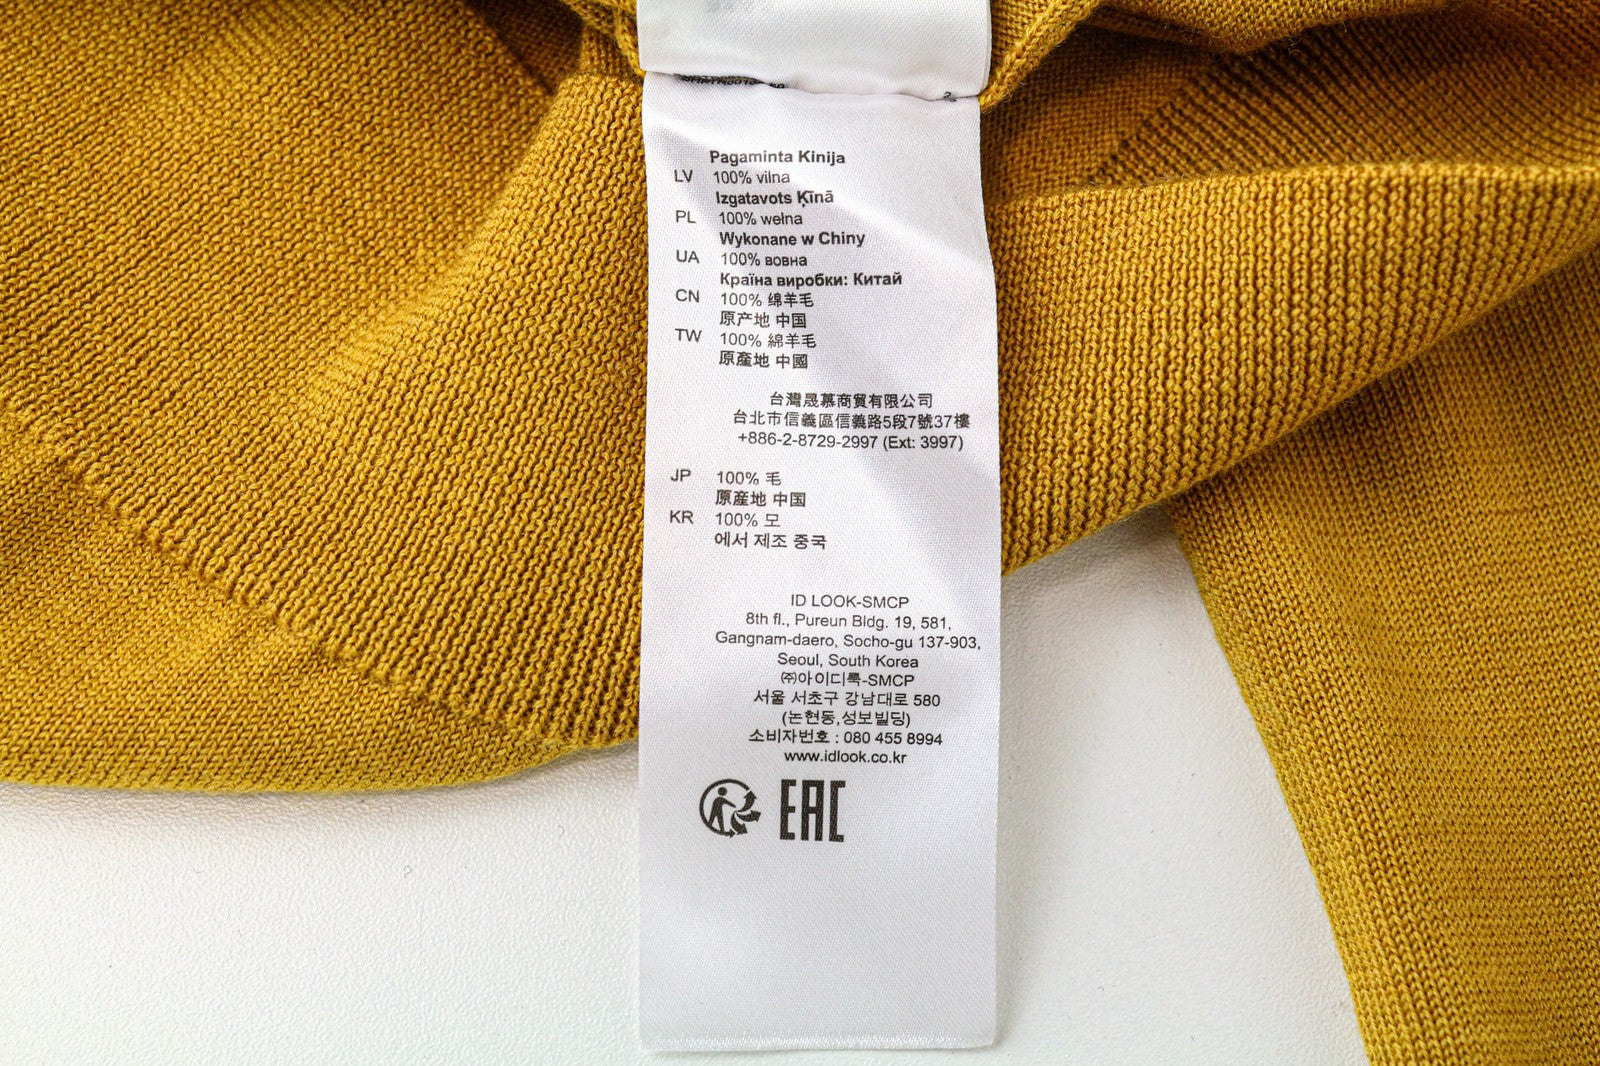 Pagaminta Kinija
LV 100% vilna
Izgatavots Ķīnā
PL 100% wełna
Wykonane w Chiny
UA 100% вовна
Країна виробки: Китай
CN 100% 绵羊毛
原产地 中国
TW 100% 綿羊毛
原產地 中國
台灣晟慕商貿有限公司
台北市信義區信義路5段7號37樓
+886-2-8729-2997 (Ext: 3997)
JP 100% 毛
原産地 中国
KR 100% 모
에서 제조 중국
ID LOOK-SMCP
8th fl., Pureun Bldg. 19, 581,
Gangnam-daero, Socho-gu 137-903,
Seoul, South Korea
㈜아이디룩-SMCP
서울 서초구 강남대로 580
(논현동,성보빌딩)
소비자번호 : 080 455 8994
www.idlook.co.kr
EAC